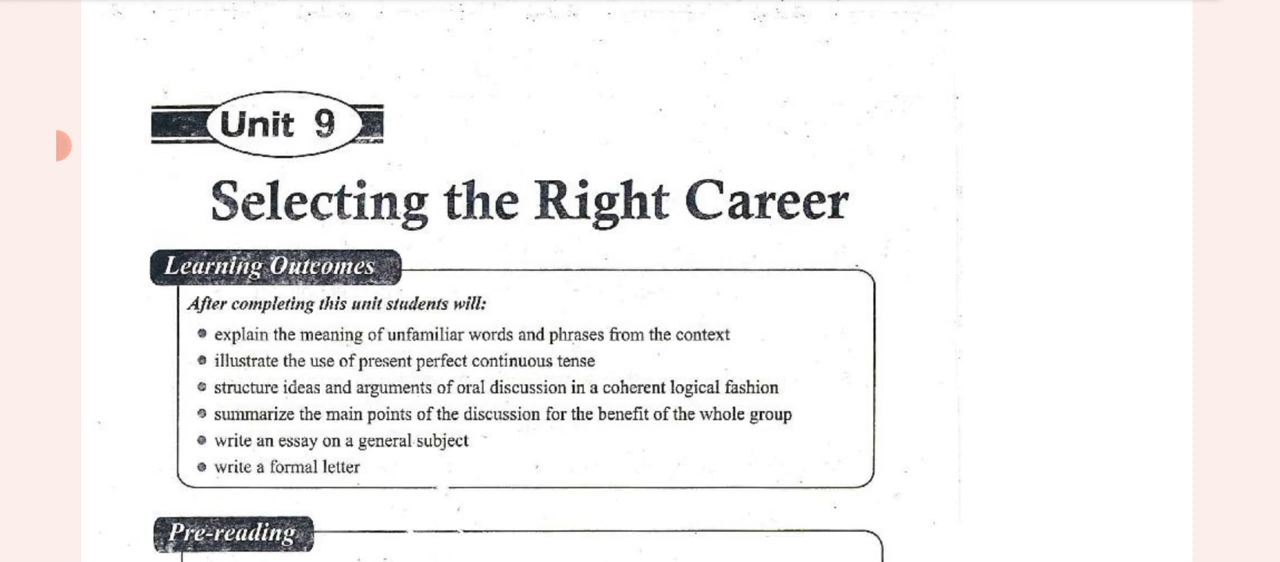 Unit 9
Selecting the Right Career
Learning Outcomes
After completing this unit students will:
explain the meaning of unfamiliar words and phrases from the context
illustrate the use of present perfect continuous tense
structure ideas and arguments of oral discussion in a coherent logical fashion
summarize the main points of the discussion for the benefit of the whole group
write an essay on a general subject
write a formal letter
Pre-reading